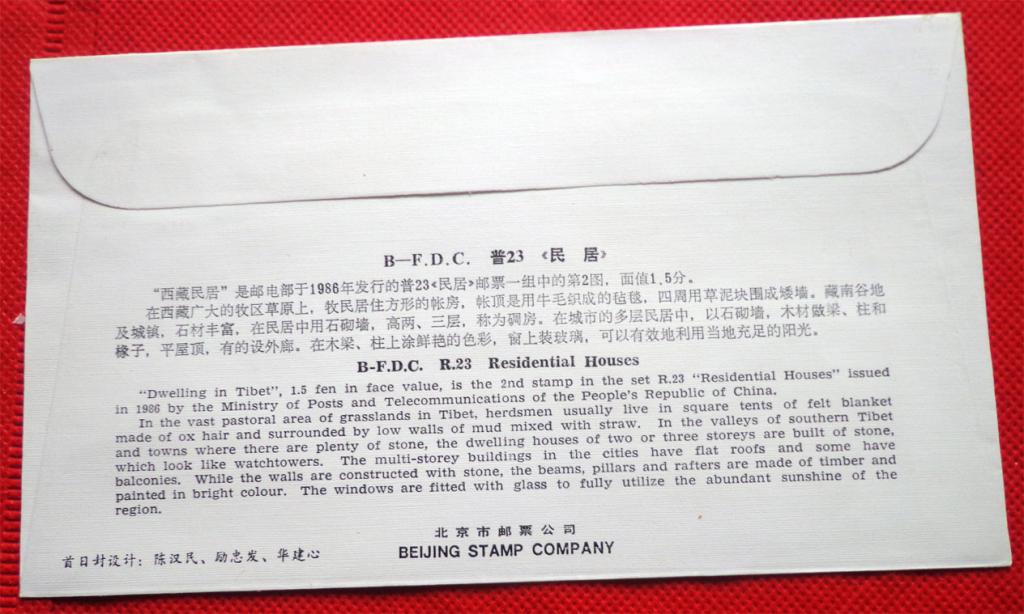 B—F.D.C. 普23 《民 居》
“西藏民居”是邮电部于1986年发行的普23《民居》邮票一组中的第2图，面值1.5分。
在西藏广大的牧区草原上，牧民居住方形的帐房，帐顶是用牛毛织成的毡毯，四周用草泥块围成矮墙。藏南谷地
及城镇，石材丰富，在民居中用石砌墙，高两、三层，称为碉房。在城市的多层民居中，以石砌墙，木材做梁、柱和
椽子，平屋顶，有的设外廊。在木梁、柱上涂鲜艳的色彩，窗上装玻璃，可以有效地利用当地充足的阳光。
B-F.D.C. R.23 Residential Houses
“Dwelling in Tibet”, 1.5 fen in face value, is the 2nd stamp in the set R.23 “Residential Houses” issued
in 1986 by the Ministry of Posts and Telecommunications of the People's Republic of China.
In the vast pastoral area of grasslands in Tibet, herdsmen usually live in square tents of felt blanket
made of ox hair and surrounded by low walls of mud mixed with straw. In the valleys of southern Tibet
and towns where there are plenty of stone, the dwelling houses of two or three storeys are built of stone,
which look like watchtowers. The multi-storey buildings in the cities have flat roofs and some have
balconies. While the walls are constructed with stone, the beams, pillars and rafters are made of timber and
painted in bright colour. The windows are fitted with glass to fully utilize the abundant sunshine of the
region.
北京市邮票公司
首日封设计：陈汉民、励忠发、华建心
BEIJING STAMP COMPANY